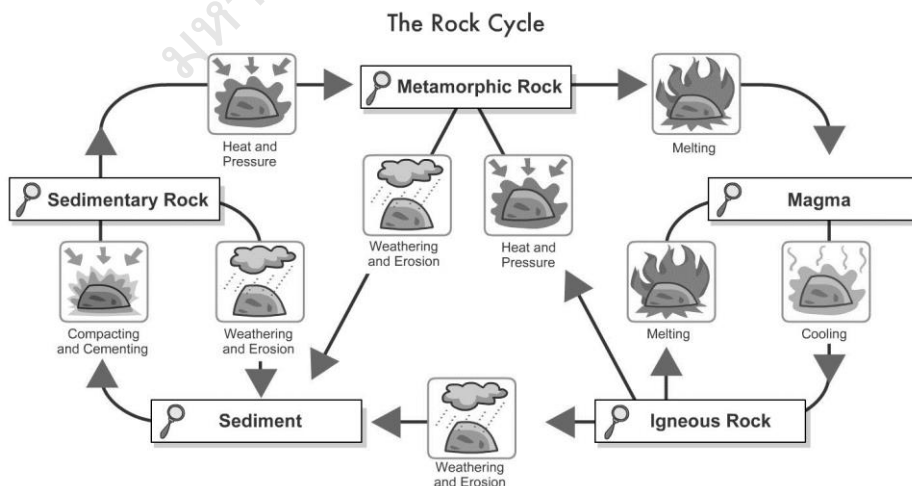 The Rock Cycle
Metamorphic Rock
Heat and
Pressure
Melting
Sedimentary Rock
Weathering
and Erosion
Heat and
Pressure
Magma
Compacting
and Cementing
Weathering
and Erosion
Melting
Cooling
Sediment
Igneous Rock
Weathering
and Erosion